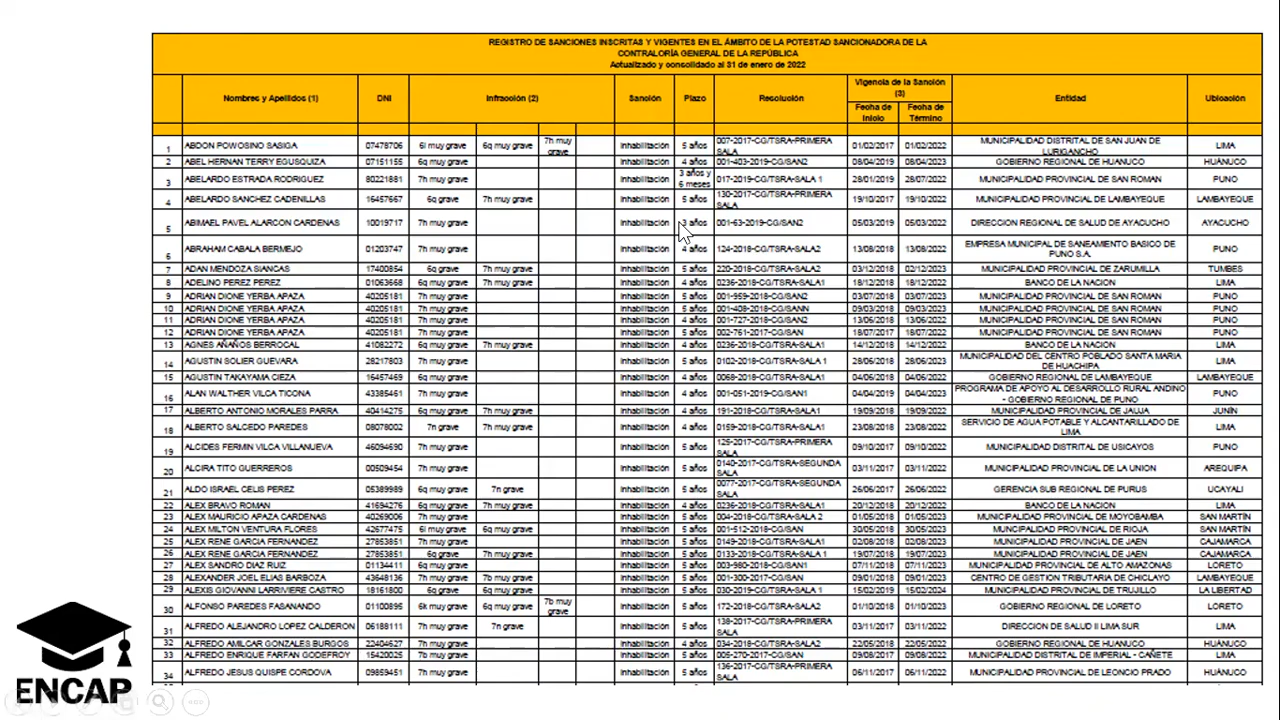 REGISTRO DE SANCIONES INSCRITAS Y VIGENTES EN EL ÁMBITO DE LA POTESTAD SANCIONADORA DE LA
CONTRALORÍA GENERAL DE LA REPÚBLICA
Actualizado y consolidado al 31 de enero de 2022
Nombres y Apellidos (1) DNI Infracción (2) Sanción Plazo Resolución Vigencia de la Sanción (3) Entidad Ubicación
Fecha de Inicio Fecha de Término
1 ABDON POWOSINO SASIGA 07478706 6i muy grave 6q muy grave 7h muy grave Inhabilitación 5 años 007-2017-CG/TSRA-PRIMERA SALA 01/02/2017 01/02/2022 MUNICIPALIDAD DISTRITAL DE SAN JUAN DE LURIGANCHO LIMA
2 ABEL HERNAN TERRY EGUSQUIZA 07151155 6q muy grave Inhabilitación 4 años 001-403-2019-CG/SAN2 08/04/2019 08/04/2023 GOBIERNO REGIONAL DE HUANUCO HUÁNUCO
3 ABELARDO ESTRADA RODRIGUEZ 80221881 7h muy grave Inhabilitación 3 años y 6 meses 017-2019-CG/TSRA-SALA 1 28/01/2019 28/07/2022 MUNICIPALIDAD PROVINCIAL DE SAN ROMAN PUNO
4 ABELARDO SANCHEZ CADENILLAS 16457667 6q grave 7h muy grave Inhabilitación 5 años 130-2017-CG/TSRA-PRIMERA SALA 19/10/2017 19/10/2022 MUNICIPALIDAD PROVINCIAL DE LAMBAYEQUE LAMBAYEQUE
5 ABIMAEL PAVEL ALARCON CARDENAS 10019717 7h muy grave Inhabilitación 3 años 001-63-2019-CG/SAN2 05/03/2019 05/03/2022 DIRECCION REGIONAL DE SALUD DE AYACUCHO AYACUCHO
6 ABRAHAM CABALA BERMEJO 01203747 7h muy grave Inhabilitación 4 años 124-2018-CG/TSRA-SALA2 13/08/2018 13/08/2022 EMPRESA MUNICIPAL DE SANEAMIENTO BASICO DE PUNO S.A. PUNO
7 ADAN MENDOZA SIANCAS 17400854 6q grave 7h muy grave Inhabilitación 5 años 220-2018-CG/TSRA-SALA2 03/12/2018 02/12/2023 MUNICIPALIDAD PROVINCIAL DE ZARUMILLA TUMBES
8 ADELINO PEREZ PEREZ 01063668 6q muy grave 7h muy grave Inhabilitación 4 años 0236-2018-CG/TSRA-SALA1 18/12/2018 18/12/2022 BANCO DE LA NACION LIMA
9 ADRIAN DIONE YERBA APAZA 40205181 7h muy grave Inhabilitación 5 años 001-959-2018-CG/SAN2 03/07/2018 03/07/2023 MUNICIPALIDAD PROVINCIAL DE SAN ROMAN PUNO
10 ADRIAN DIONE YERBA APAZA 40205181 7h muy grave Inhabilitación 5 años 001-408-2018-CG/SANN 09/03/2018 09/03/2023 MUNICIPALIDAD PROVINCIAL DE SAN ROMAN PUNO
11 ADRIAN DIONE YERBA APAZA 40205181 7h muy grave Inhabilitación 4 años 001-727-2018-CG/SAN2 13/06/2018 13/06/2022 MUNICIPALIDAD PROVINCIAL DE SAN ROMAN PUNO
12 ADRIAN DIONE YERBA APAZA 40205181 7h muy grave Inhabilitación 5 años 002-761-2017-CG/SAN 18/07/2017 18/07/2022 MUNICIPALIDAD PROVINCIAL DE SAN ROMAN PUNO
13 AGNES AÑAÑOS BERROCAL 41082272 6q muy grave 7h muy grave Inhabilitación 4 años 0236-2018-CG/TSRA-SALA1 14/12/2018 14/12/2022 BANCO DE LA NACION LIMA
14 AGUSTIN SOLIER GUEVARA 28217803 7h muy grave Inhabilitación 5 años 0102-2018-CG/TSRA-SALA 1 28/06/2018 28/06/2023 MUNICIPALIDAD DEL CENTRO POBLADO SANTA MARIA DE HUACHIPA LIMA
15 AGUSTIN TAKAYAMA CIEZA 16457469 6q muy grave Inhabilitación 4 años 0068-2018-CG/TSRA-SALA1 04/06/2018 04/06/2022 GOBIERNO REGIONAL DE LAMBAYEQUE LAMBAYEQUE
16 ALAN WALTHER VILCA TICONA 43385461 7h muy grave Inhabilitación 4 años 001-051-2019-CG/SAN1 04/04/2019 04/04/2023 PROGRAMA DE APOYO AL DESARROLLO RURAL ANDINO - GOBIERNO REGIONAL DE PUNO PUNO
17 ALBERTO ANTONIO MORALES PARRA 40414275 6q muy grave 7h muy grave Inhabilitación 4 años 191-2018-CG/TSRA-SALA1 19/09/2018 19/09/2022 MUNICIPALIDAD PROVINCIAL DE JAUJA JUNÍN
18 ALBERTO SALCEDO PAREDES 08078002 7n grave 7h muy grave Inhabilitación 4 años 0159-2018-CG/TSRA-SALA1 23/08/2018 23/08/2022 SERVICIO DE AGUA POTABLE Y ALCANTARILLADO DE LIMA LIMA
19 ALCIDES FERMIN VILCA VILLANUEVA 46094690 7h muy grave Inhabilitación 5 años 125-2017-CG/TSRA-PRIMERA SALA 09/10/2017 09/10/2022 MUNICIPALIDAD DISTRITAL DE USICAYOS PUNO
20 ALCIRA TITO GUERREROS 00509454 7h muy grave Inhabilitación 5 años 0140-2017-CG/TSRA-SEGUNDA SALA 03/11/2017 03/11/2022 MUNICIPALIDAD PROVINCIAL DE LA UNION AREQUIPA
21 ALDO ISRAEL CELIS PEREZ 05389989 6q muy grave 7n grave Inhabilitación 5 años 0077-2017-CG/TSRA-SEGUNDA SALA 26/06/2017 26/06/2022 GERENCIA SUB REGIONAL DE PURUS UCAYALI
22 ALEX BRAVO ROMAN 41694276 6q muy grave 7h muy grave Inhabilitación 4 años 0236-2018-CG/TSRA-SALA1 20/12/2018 20/12/2022 BANCO DE LA NACION LIMA
23 ALEX MAURICIO APAZA CARDENAS 40269006 7h muy grave Inhabilitación 5 años 004-2018-CG/TSRA-SALA 2 01/05/2018 01/05/2023 MUNICIPALIDAD PROVINCIAL DE MOYOBAMBA SAN MARTÍN
24 ALEX MILTON VENTURA FLORES 42577475 6i muy grave 6q muy grave Inhabilitación 5 años 001-512-2018-CG/SAN 30/05/2018 30/05/2023 MUNCIPALIDAD PROVINCIAL DE RIOJA SAN MARTÍN
25 ALEX RENE GARCIA FERNANDEZ 27853851 7h muy grave Inhabilitación 5 años 0149-2018-CG/TSRA-SALA1 02/08/2018 02/08/2023 MUNICIPALIDAD PROVINCIAL DE JAEN CAJAMARCA
26 ALEX RENE GARCIA FERNANDEZ 27853851 6q grave 7h muy grave Inhabilitación 5 años 0133-2018-CG/TSRA-SALA 1 19/07/2018 19/07/2023 MUNICIPALIDAD PROVINCIAL DE JAEN CAJAMARCA
27 ALEX SANDRO DIAZ RUIZ 01134411 6q grave Inhabilitación 5 años 003-980-2018-CG/SAN1 07/11/2018 07/11/2023 MUNICIPALIDAD PROVINCIAL DE ALTO AMAZONAS LORETO
28 ALEXANDER JOEL ELIAS BARBOZA 43648136 7h muy grave 7b muy grave Inhabilitación 5 años 001-300-2017-CG/SAN 09/01/2018 09/01/2023 CENTRO DE GESTION TRIBUTARIA DE CHICLAYO LAMBAYEQUE
29 ALEXIS GIOVANNI LARRIVIERE CASTRO 18161800 6q grave 6q muy grave Inhabilitación 5 años 030-2019-CG/TSRA-SALA 1 15/02/2019 15/02/2024 MUNICIPALIDAD PROVINCIAL DE TRUJILLO LA LIBERTAD
30 ALFONSO PAREDES FASANANDO 01100895 6k muy grave 6q muy grave 7b muy grave Inhabilitación 5 años 172-2018-CG/TSRA-SALA2 01/10/2018 01/10/2023 GOBIERNO REGIONAL DE LORETO LORETO
31 ALFREDO ALEJANDRO LOPEZ CALDERON 06188111 7h muy grave 7n grave Inhabilitación 5 años 138-2017-CG/TSRA-PRIMERA SALA 03/11/2017 03/11/2022 DIRECCION DE SALUD II LIMA SUR LIMA
32 ALFREDO AMILCAR GONZALES BURGOS 22404627 7h muy grave Inhabilitación 4 años 034-2018-CG/TSRA-SALA2 22/05/2018 22/05/2022 GOBIERNO REGIONAL DE HUANUCO HUÁNUCO
33 ALFREDO ENRIQUE FARFAN GODEFROY 15420025 7b muy grave Inhabilitación 5 años 005-270-2017-CG/SAN 09/08/2017 09/08/2022 MUNICIPALIDAD DISTRITAL DE IMPERIAL - CAÑETE LIMA
34 ALFREDO JESUS QUISPE CORDOVA 09859451 7h muy grave Inhabilitación 5 años 136-2017-CG/TSRA-PRIMERA SALA 06/11/2017 06/11/2022 MUNICIPALIDAD PROVINCIAL DE LEONCIO PRADO HUÁNUCO
ENCAP